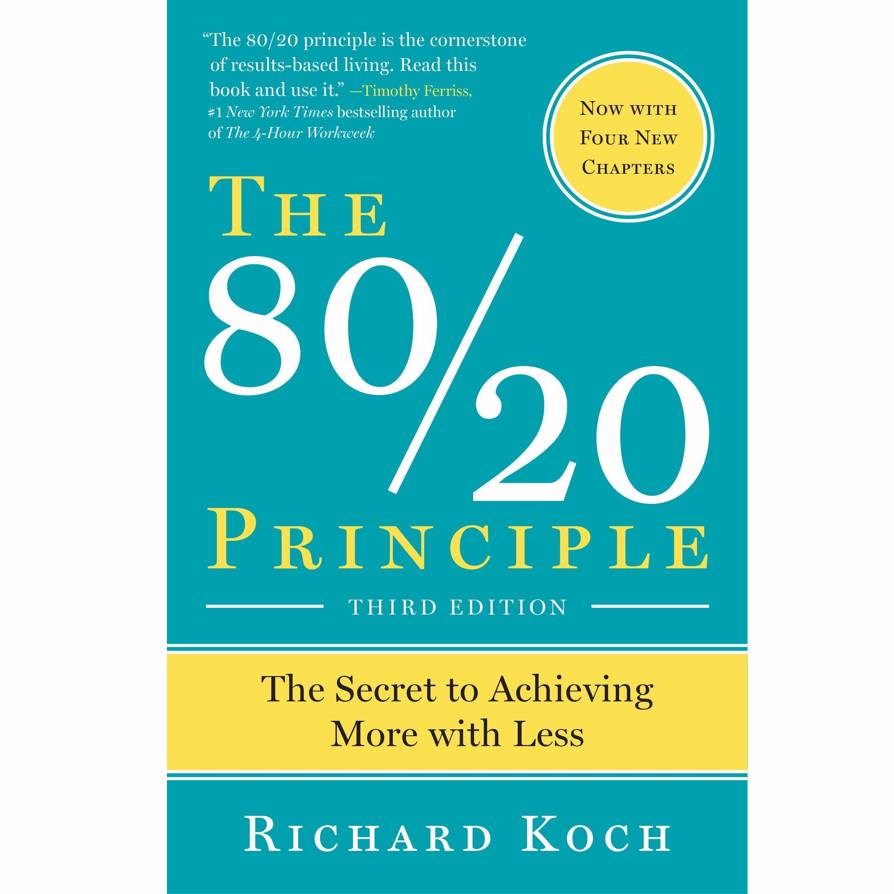 “The 80/20 principle is the cornerstone
of results-based living. Read this
book and use it.” —Timothy Ferriss,
#1 New York Times bestselling author
of The 4-Hour Workweek
Now with
Four New
Chapters
The
80/20
Principle
THIRD EDITION
The Secret to Achieving
More with Less
Richard Koch